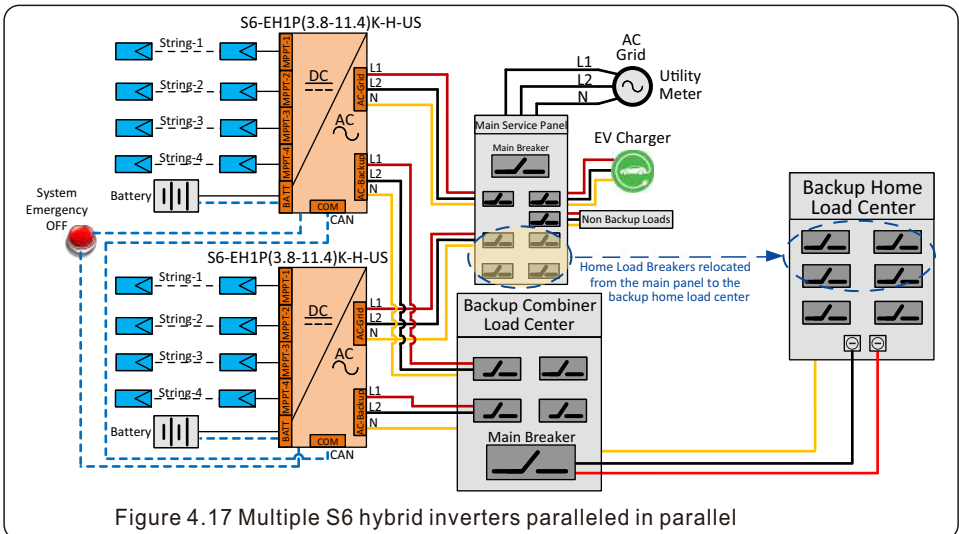 S6-EH1P(3.8-11.4)K-H-US
String-1
String-2
String-3
String-4
Battery
MPPT-1
MPPT-2
MPPT-3
MPPT-4
BATT
DC
AC
AC-Grid
AC-Backup
COM
CAN
L1
L2
N
L1
L2
N
System
Emergency
OFF
S6-EH1P(3.8-11.4)K-H-US
String-1
String-2
String-3
String-4
Battery
MPPT-1
MPPT-2
MPPT-3
MPPT-4
BATT
DC
AC
AC-Grid
AC-Backup
COM
CAN
L1
L2
N
L1
L2
N
AC
Grid
L1
L2
N
Utility
Meter
Main Service Panel
Main Breaker
EV Charger
Non Backup Loads
Home Load Breakers relocated
from the main panel to the
backup home load center
Backup Combiner
Load Center
Main Breaker
Backup Home
Load Center
Figure 4.17 Multiple S6 hybrid inverters paralleled in parallel